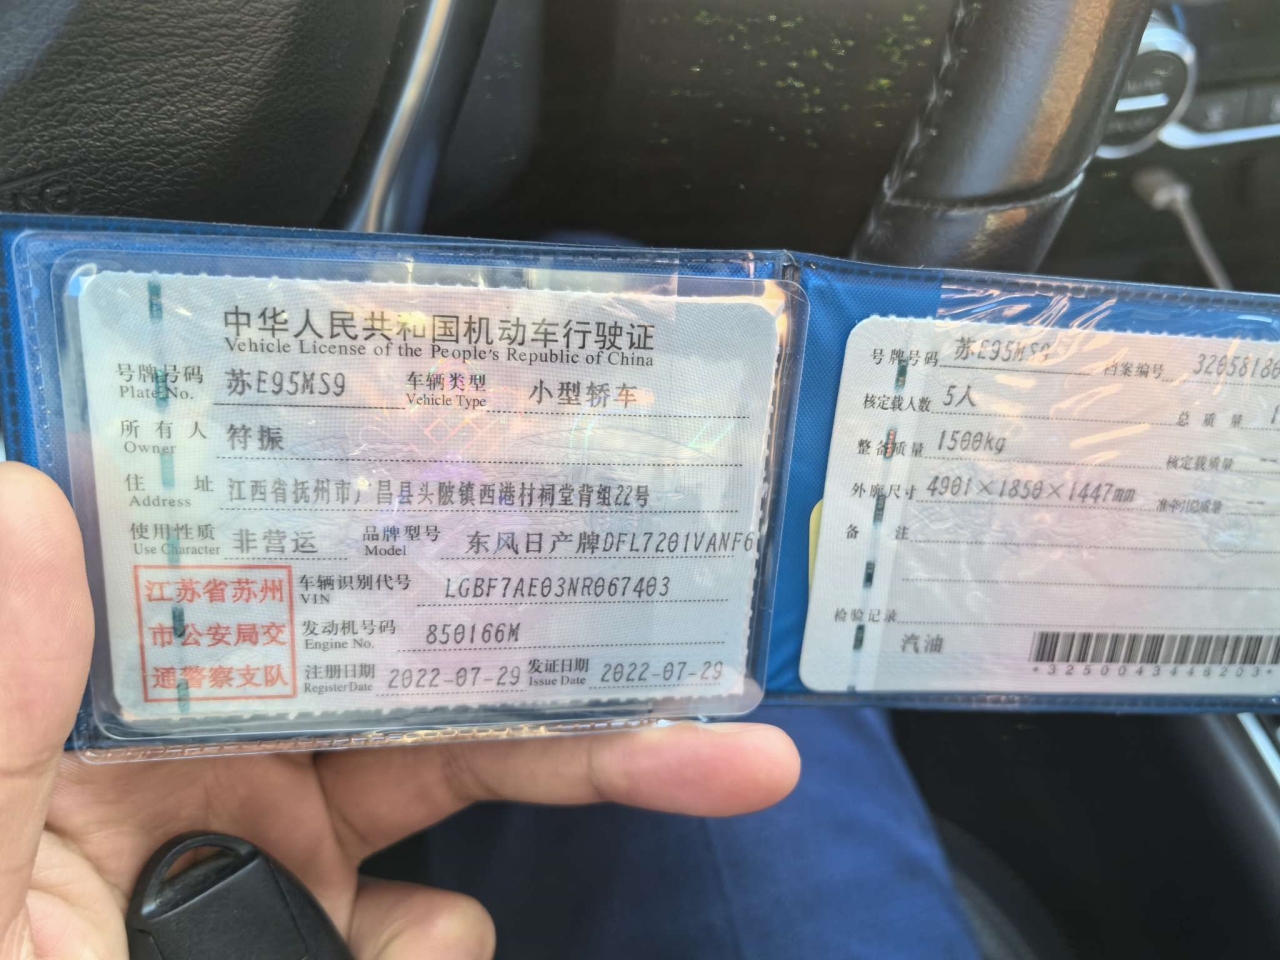 中华人民共和国机动车行驶证
Vehicle License of the People's Republic of China
号牌号码 苏E95MS9 车辆类型 小型轿车
Plate No. Vehicle Type
所有人 符振
Owner
住址 江西省抚州市广昌县头陂镇西港村祠堂背组22号
Address
使用性质 非营运 品牌型号 东风日产牌DFL7201VANF6
Use Character Model
江苏省苏州
市公安局交
通警察支队
车辆识别代号 LGBF7AE03NR067403
VIN
发动机号码 850166M
Engine No.
注册日期 2022-07-29 发证日期 2022-07-29
Register Date Issue Date
号牌号码 苏E95MS9 档案编号 32058180
核定载人数 5人 总质量
整备质量 1500kg 核定载质量 --
外廓尺寸 4901×1850×1447mm 准牵引总质量 --
备注
检验记录
汽油
*3250043446203*